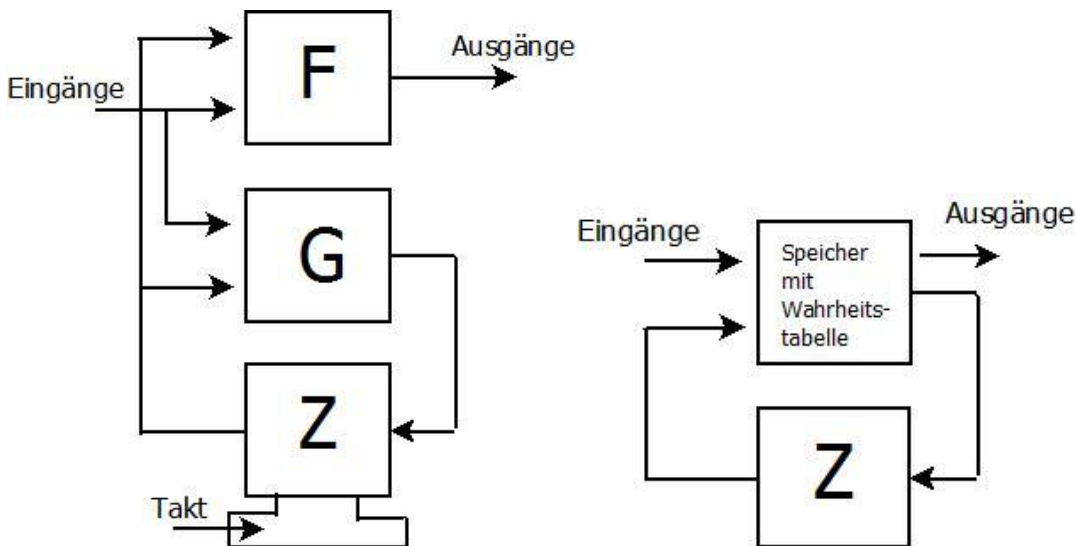 F
Ausgänge
Eingänge
G
Z
Takt
Eingänge
Ausgänge
Speicher
mit
Wahrheits-
tabelle
Z